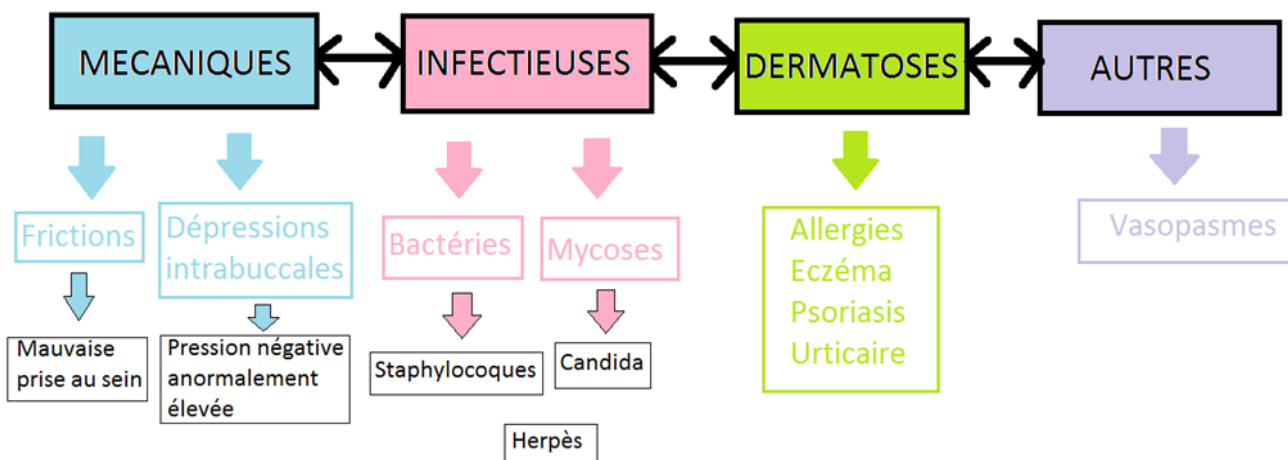 MECANIQUES
INFECTIEUSES
DERMATOSES
AUTRES
Frictions
Dépressions
intrabuccales
Bactéries
Mycoses
Allergies
Eczéma
Psoriasis
Urticaire
Vasopasmes
Mauvaise
prise au sein
Pression négative
anormalement
élevée
Staphylocoques
Candida
Herpès